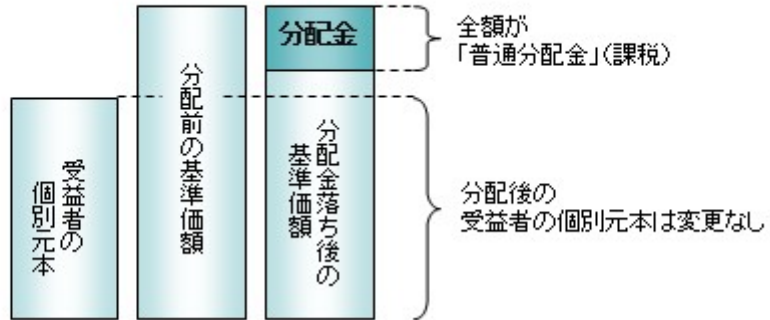 受益者の
個別元本
分配前の基準価額
分配金
分配金落ち後の
基準価額
全額が
「普通分配金」(課税)
分配後の
受益者の個別元本は変更なし